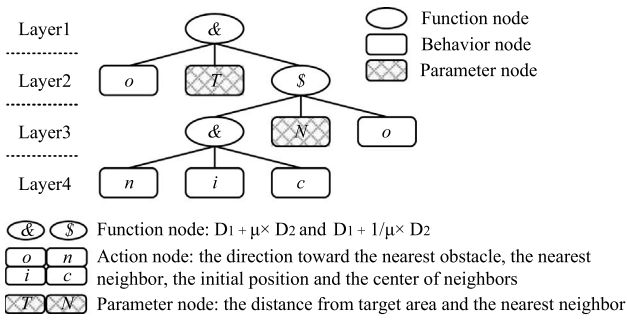 Layer1 & Function node
Behavior node
Layer2 o T $ Parameter node
Layer3 & N o
Layer4 n i c
& $ Function node: D1 + μ× D2 and D1 + 1/μ× D2
o n Action node: the direction toward the nearest obstacle, the nearest
i c neighbor, the initial position and the center of neighbors
T N Parameter node: the distance from target area and the nearest neighbor